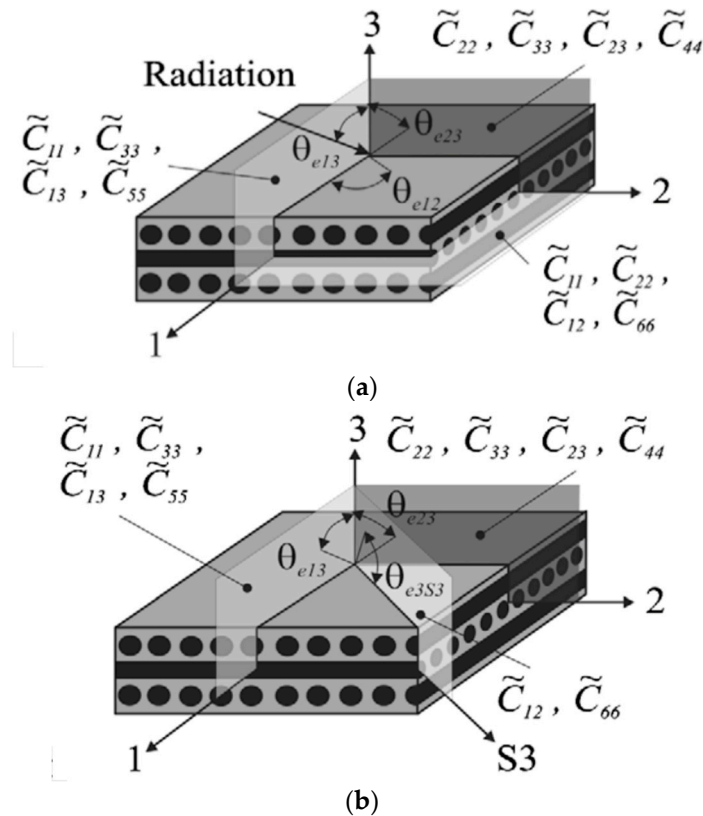 3
C̃₂₂ , C̃₃₃ , C̃₂₃ , C̃₄₄
Radiation
C̃₁₁ , C̃₃₃ ,
C̃₁₃ , C̃₅₅
θₑ₂₃
θₑ₁₃
θₑ₁₂
2
C̃₁₁ , C̃₂₂ ,
C̃₁₂ , C̃₆₆
1
(a)
3
C̃₁₁ , C̃₃₃ ,
C̃₁₃ , C̃₅₅
C̃₂₂ , C̃₃₃ , C̃₂₃ , C̃₄₄
θₑ₂₃
θₑ₁₃
θₑ₃S₃
2
C̃₁₂ , C̃₆₆
1
S3
(b)